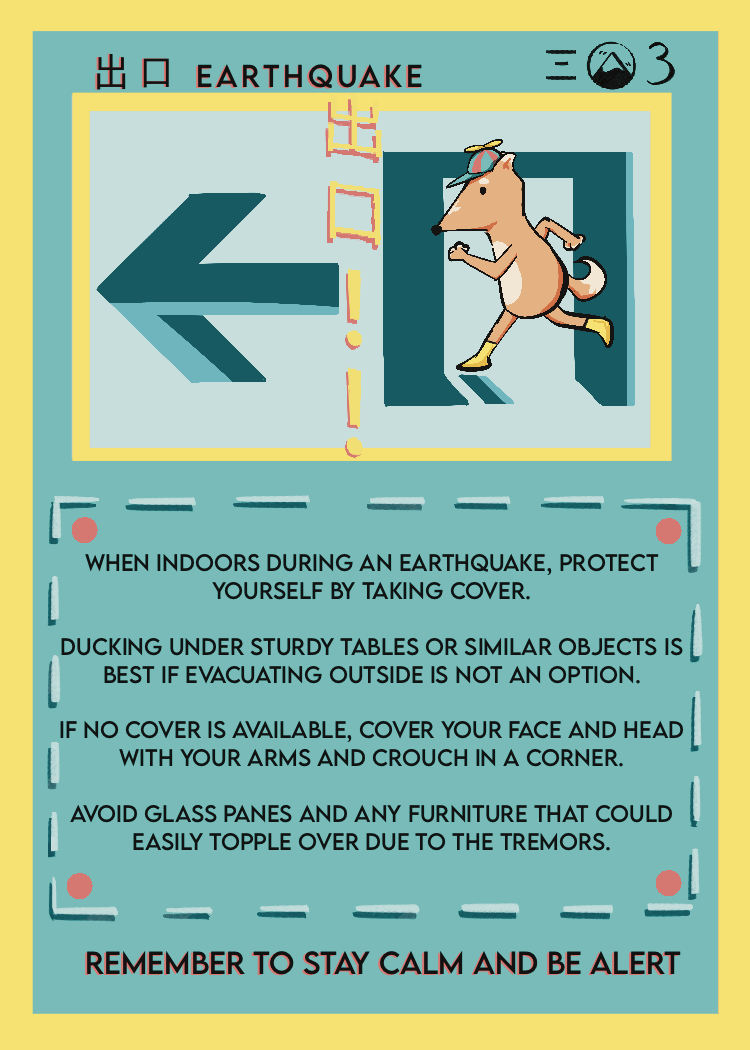 出口 EARTHQUAKE
三 3
出口!!
WHEN INDOORS DURING AN EARTHQUAKE, PROTECT
YOURSELF BY TAKING COVER.
DUCKING UNDER STURDY TABLES OR SIMILAR OBJECTS IS
BEST IF EVACUATING OUTSIDE IS NOT AN OPTION.
IF NO COVER IS AVAILABLE, COVER YOUR FACE AND HEAD
WITH YOUR ARMS AND CROUCH IN A CORNER.
AVOID GLASS PANES AND ANY FURNITURE THAT COULD
EASILY TOPPLE OVER DUE TO THE TREMORS.
REMEMBER TO STAY CALM AND BE ALERT